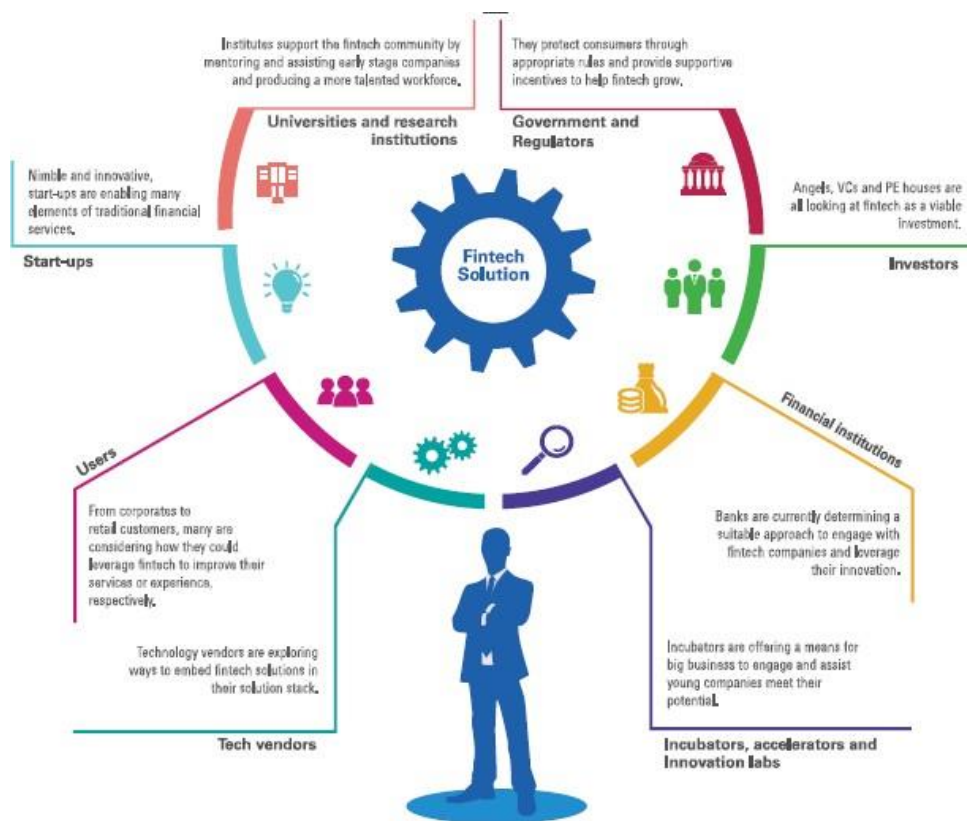 Institutes support the fintech community by
mentoring and assisting early stage companies
and producing a more talented workforce.
Universities and research
institutions
They protect consumers through
appropriate rules and provide supportive
incentives to help fintech grow.
Government and
Regulators
Nimble and innovative,
start-ups are enabling many
elements of traditional financial
services.
Start-ups
Angels, VCs and PE houses are
all looking at fintech as a viable
investment.
Investors
Fintech
Solution
Users
From corporates to
retail customers, many are
considering how they could
leverage fintech to improve their
services or experience,
respectively.
Financial institutions
Banks are currently determining a
suitable approach to engage with
fintech companies and leverage
their innovation.
Technology vendors are exploring
ways to embed fintech solutions in
their solution stack.
Tech vendors
Incubators are offering a means for
big business to engage and assist
young companies meet their
potential.
Incubators, accelerators and
Innovation labs